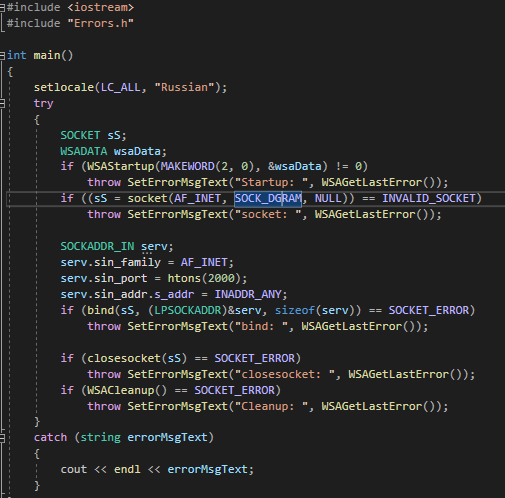 #include <iostream>
#include "Errors.h"
int main()
{
setlocale(LC_ALL, "Russian");
try
{
SOCKET sS;
WSADATA wsaData;
if (WSAStartup(MAKEWORD(2, 0), &wsaData) != 0)
throw SetErrorMsgText("Startup: ", WSAGetLastError());
if ((sS = socket(AF_INET, SOCK_DGRAM, NULL)) == INVALID_SOCKET)
throw SetErrorMsgText("socket: ", WSAGetLastError());
SOCKADDR_IN serv;
serv.sin_family = AF_INET;
serv.sin_port = htons(2000);
serv.sin_addr.s_addr = INADDR_ANY;
if (bind(sS, (LPSOCKADDR)&serv, sizeof(serv)) == SOCKET_ERROR)
throw SetErrorMsgText("bind: ", WSAGetLastError());
if (closesocket(sS) == SOCKET_ERROR)
throw SetErrorMsgText("closesocket: ", WSAGetLastError());
if (WSACleanup() == SOCKET_ERROR)
throw SetErrorMsgText("Cleanup: ", WSAGetLastError());
}
catch (string errorMsgText)
{
cout << endl << errorMsgText;
}